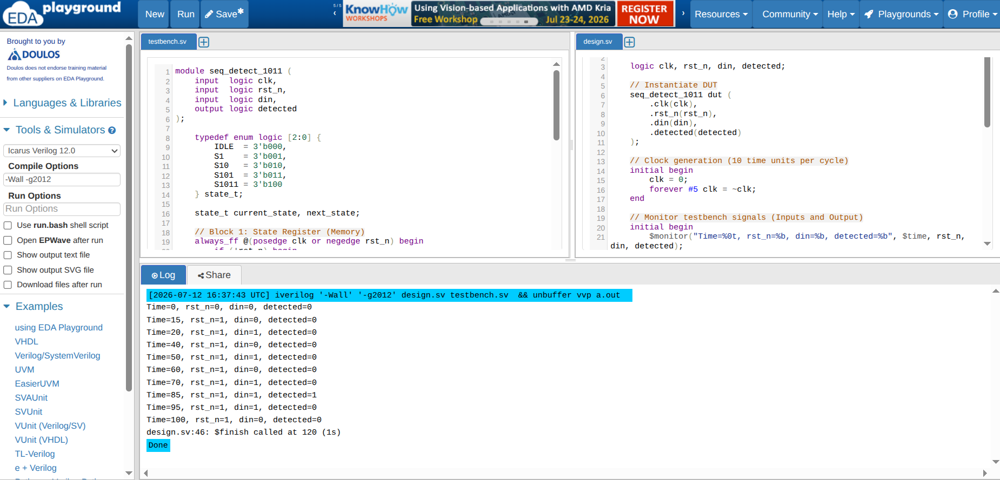 EDA playground
New
Run
Save*
5/5
KnowHow WORKSHOPS
Using Vision-based Applications with AMD Kria
Free Workshop
Jul 23-24, 2026
REGISTER NOW
Resources
Community
Help
Playgrounds
Profile
Brought to you by
DOULOS
Doulos does not endorse training material
from other suppliers on EDA Playground.
Languages & Libraries
Tools & Simulators
Icarus Verilog 12.0
Compile Options
-Wall -g2012
Run Options
Run Options
Use run.bash shell script
Open EPWave after run
Show output text file
Show output SVG file
Download files after run
Examples
using EDA Playground
VHDL
Verilog/SystemVerilog
UVM
EasierUVM
SVAUnit
SVUnit
VUnit (Verilog/SV)
VUnit (VHDL)
TL-Verilog
e + Verilog
testbench.sv
1 module seq_detect_1011 (
2     input  logic clk,
3     input  logic rst_n,
4     input  logic din,
5     output logic detected
6 );
7
8     typedef enum logic [2:0] {
9         IDLE  = 3'b000,
10         S1    = 3'b001,
11         S10   = 3'b010,
12         S101  = 3'b011,
13         S1011 = 3'b100
14     } state_t;
15
16     state_t current_state, next_state;
17
18     // Block 1: State Register (Memory)
19     always_ff @(posedge clk or negedge rst_n) begin
design.sv
2
3     logic clk, rst_n, din, detected;
4
5     // Instantiate DUT
6     seq_detect_1011 dut (
7         .clk(clk),
8         .rst_n(rst_n),
9         .din(din),
10         .detected(detected)
11     );
12
13     // Clock generation (10 time units per cycle)
14     initial begin
15         clk = 0;
16         forever #5 clk = ~clk;
17     end
18
19     // Monitor testbench signals (Inputs and Output)
20     initial begin
21         $monitor("Time=%0t, rst_n=%b, din=%b, detected=%b", $time, rst_n,
din, detected);
Log
Share
[2026-07-12 16:37:43 UTC] iverilog '-Wall' '-g2012' design.sv testbench.sv  && unbuffer vvp a.out
Time=0, rst_n=0, din=0, detected=0
Time=15, rst_n=1, din=0, detected=0
Time=20, rst_n=1, din=1, detected=0
Time=40, rst_n=1, din=0, detected=0
Time=50, rst_n=1, din=1, detected=0
Time=60, rst_n=1, din=0, detected=0
Time=70, rst_n=1, din=1, detected=0
Time=85, rst_n=1, din=1, detected=1
Time=95, rst_n=1, din=1, detected=0
Time=100, rst_n=1, din=0, detected=0
design.sv:46: $finish called at 120 (1s)
Done